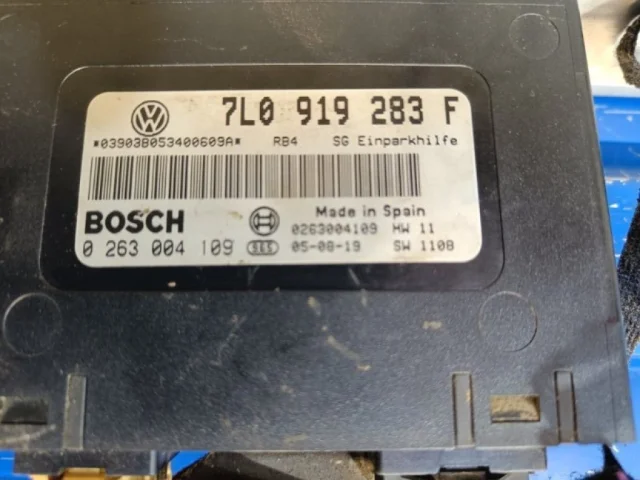 7L0 919 283 F
*03903B053400609A* RB4 SG Einparkhilfe
BOSCH Made in Spain
0263004109 HW 11
0 263 004 109 SES 05-08-19 SW 1108